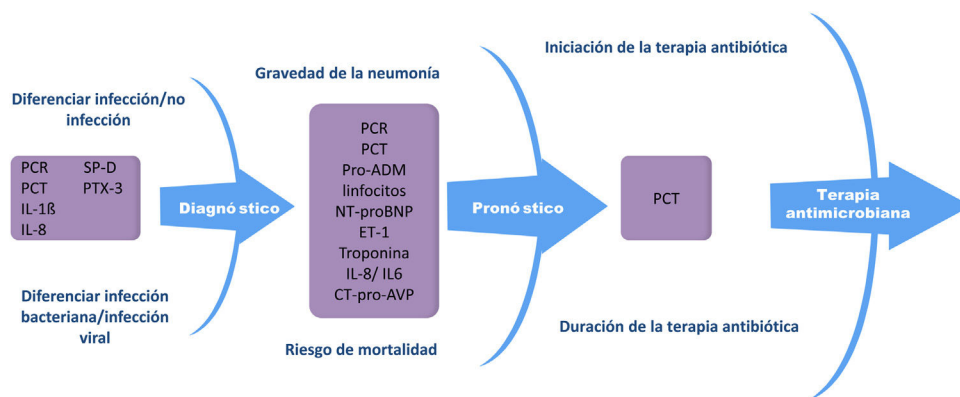 Diferenciar infección/no
infección
PCR SP-D
PCT PTX-3
IL-1ß
IL-8
Diferenciar infección
bacteriana/infección
viral
Diagnó stico
Gravedad de la neumonía
PCR
PCT
Pro-ADM
linfocitos
NT-proBNP
ET-1
Troponina
IL-8/ IL6
CT-pro-AVP
Riesgo de mortalidad
Pronó stico
Iniciación de la terapia antibiótica
PCT
Duración de la terapia antibiótica
Terapia
antimicrobiana